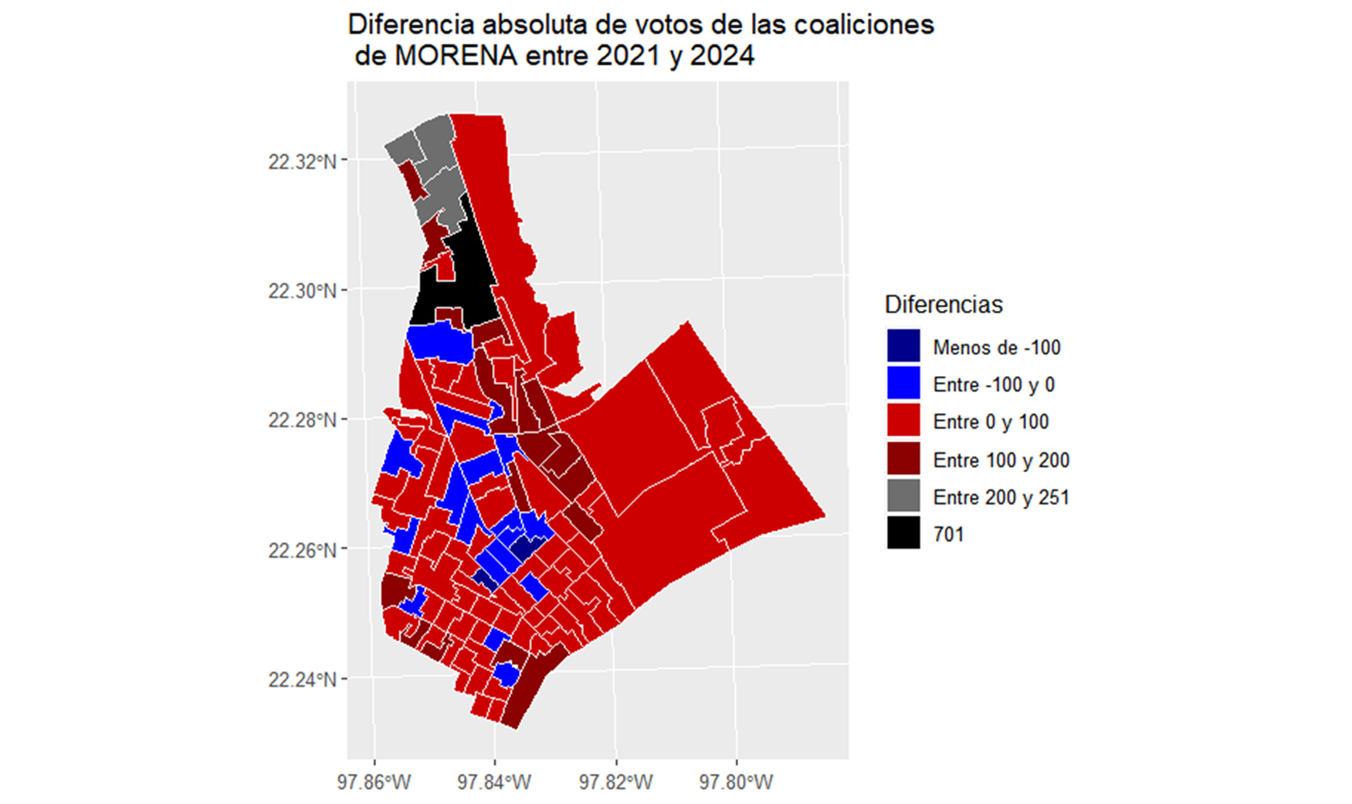 Diferencia absoluta de votos de las coaliciones
de MORENA entre 2021 y 2024
22.32°N
22.30°N
22.28°N
22.26°N
22.24°N
97.86°W
97.84°W
97.82°W
97.80°W
Diferencias
Menos de -100
Entre -100 y 0
Entre 0 y 100
Entre 100 y 200
Entre 200 y 251
701